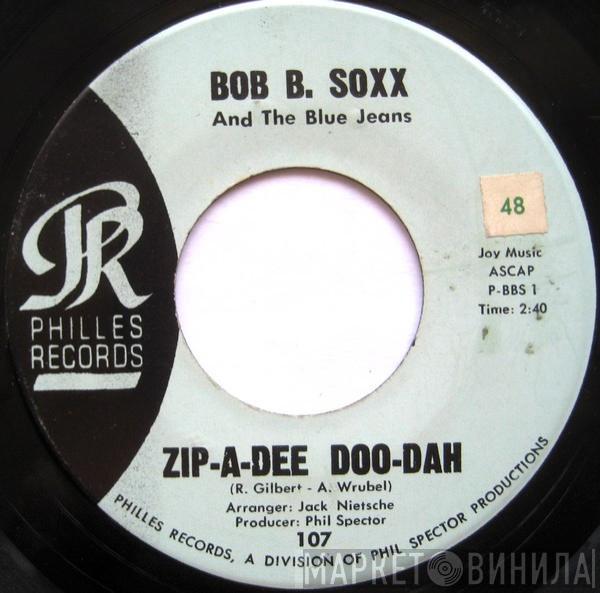 BOB B. SOXX
And The Blue Jeans
48
Joy Music
ASCAP
P-BBS 1
Time: 2:40
PR
PHILLES
RECORDS
ZIP-A-DEE DOO-DAH
(R. Gilbert - A. Wrubel)
Arranger: Jack Nietsche
Producer: Phil Spector
107
PHILLES RECORDS, A DIVISION OF PHIL SPECTOR PRODUCTIONS
МАРКЕТ ВИНИЛА